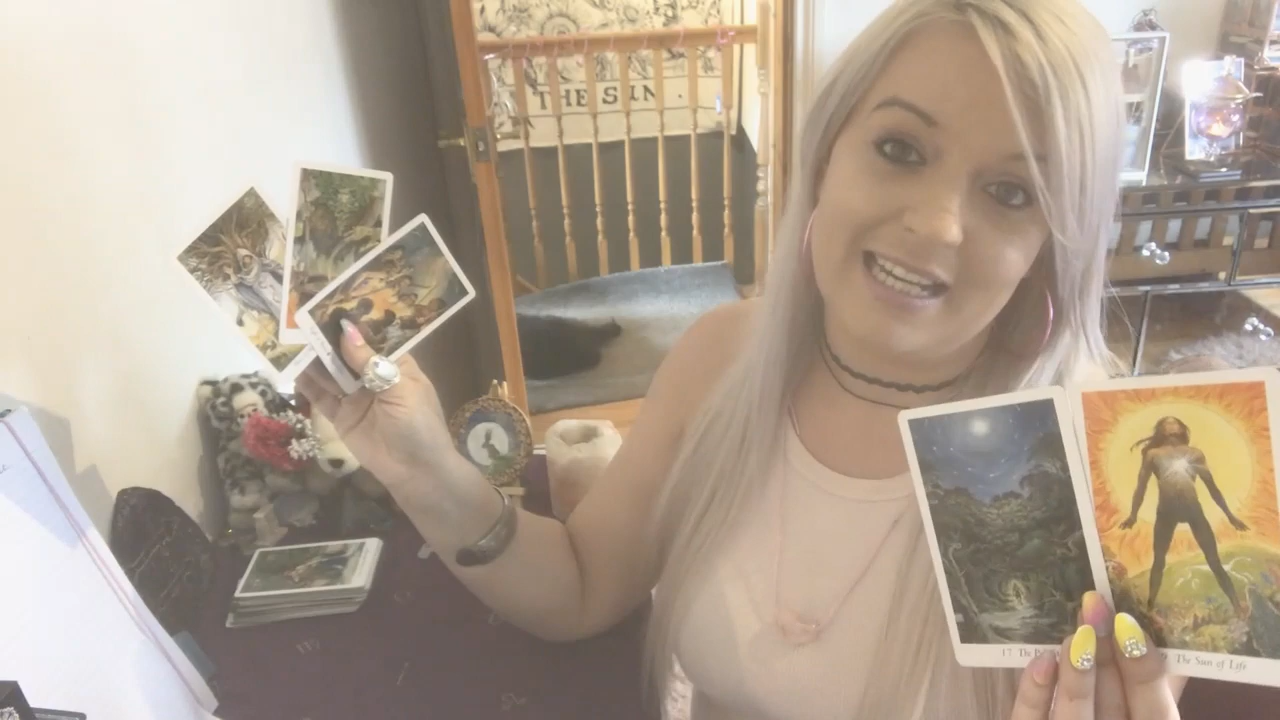 THE SUN.
17 The
The Sun of Life